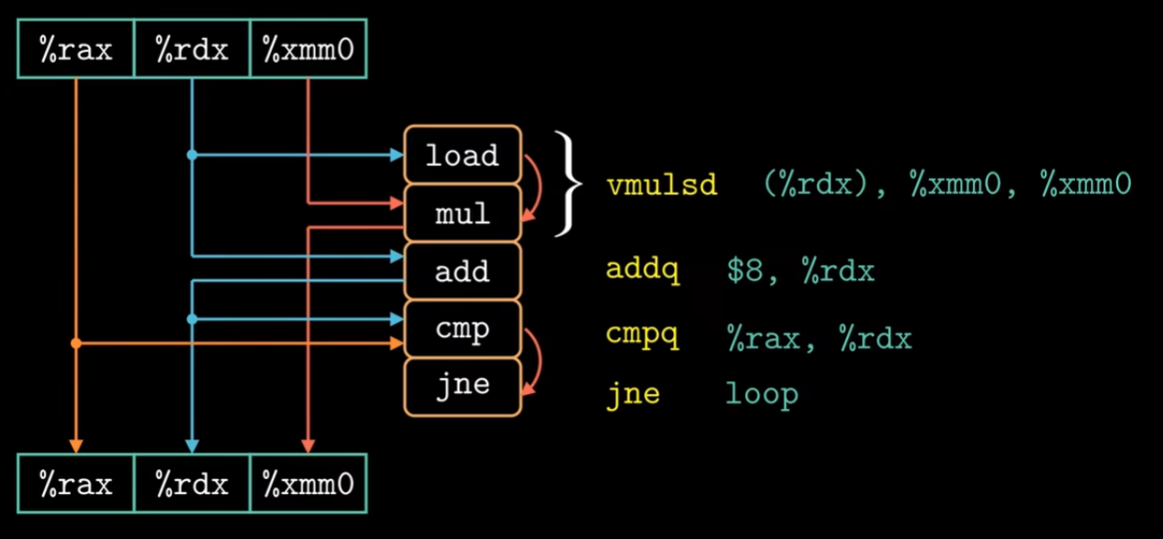 %rax %rdx %xmm0
load
mul
vmulsd (%rdx), %xmm0, %xmm0
add
addq $8, %rdx
cmp
cmpq %rax, %rdx
jne
jne loop
%rax %rdx %xmm0